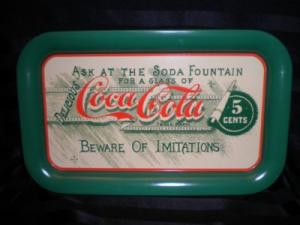 ASK AT THE SODA FOUNTAIN
FOR A GLASS OF
Delicious
Coca-Cola
5
CENTS
BEWARE OF IMITATIONS